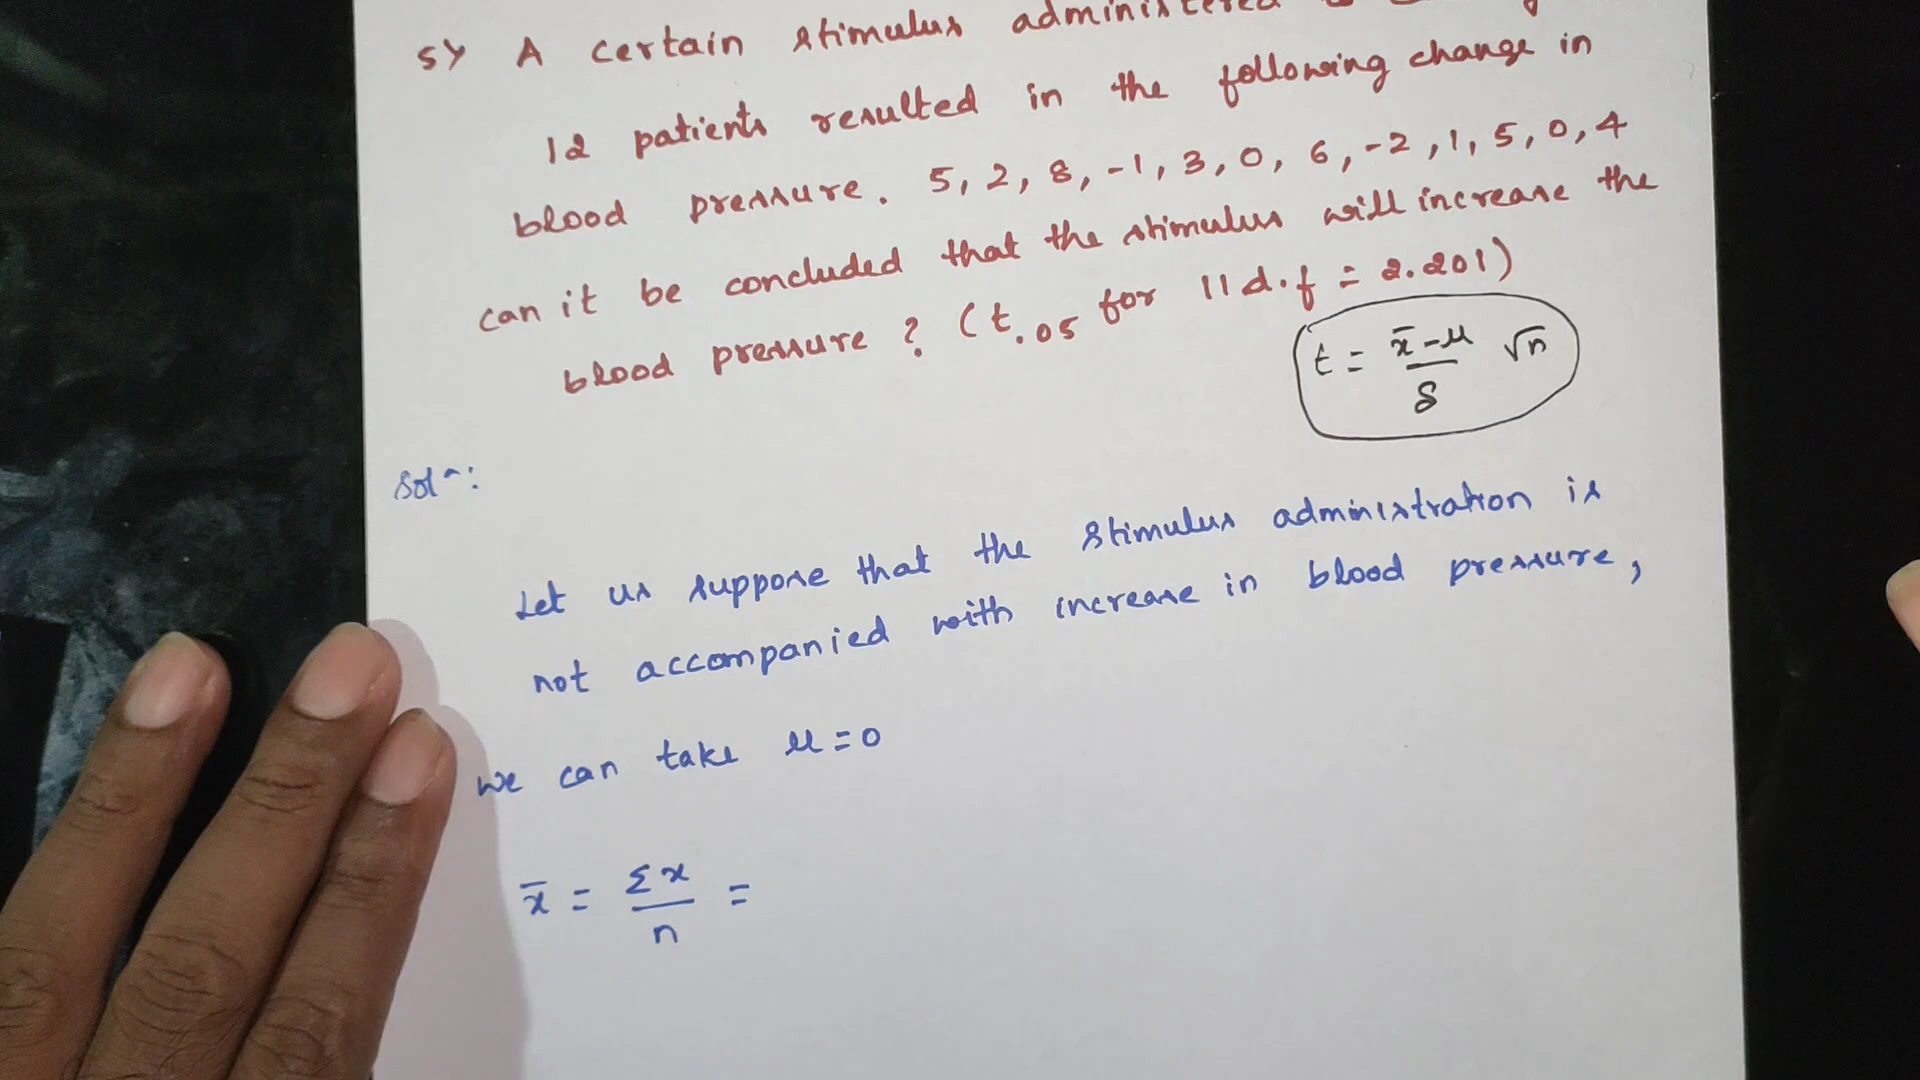 5) A certain stimulus administered
12 patients resulted in the following change in
blood pressure. 5, 2, 8, -1, 3, 0, 6, -2, 1, 5, 0, 4
can it be concluded that the stimulus will increase the
blood pressure? (t.05 for 11 d.f = 2.201)
t = x̄-μ/s √n
Soln:
Let us suppose that the stimulus administration is
not accompanied with increase in blood pressure,
we can take μ=0
x̄ = Σx/n =